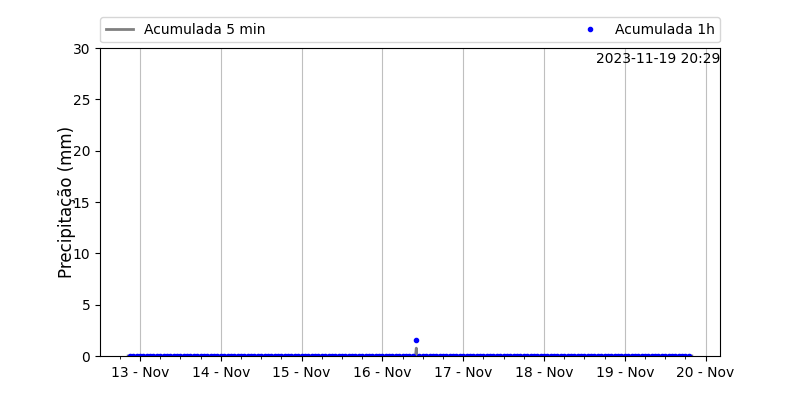 Acumulada 5 min
Acumulada 1h
2023-11-19 20:29
Precipitação (mm)
30
25
20
15
10
5
0
13 - Nov
14 - Nov
15 - Nov
16 - Nov
17 - Nov
18 - Nov
19 - Nov
20 - Nov